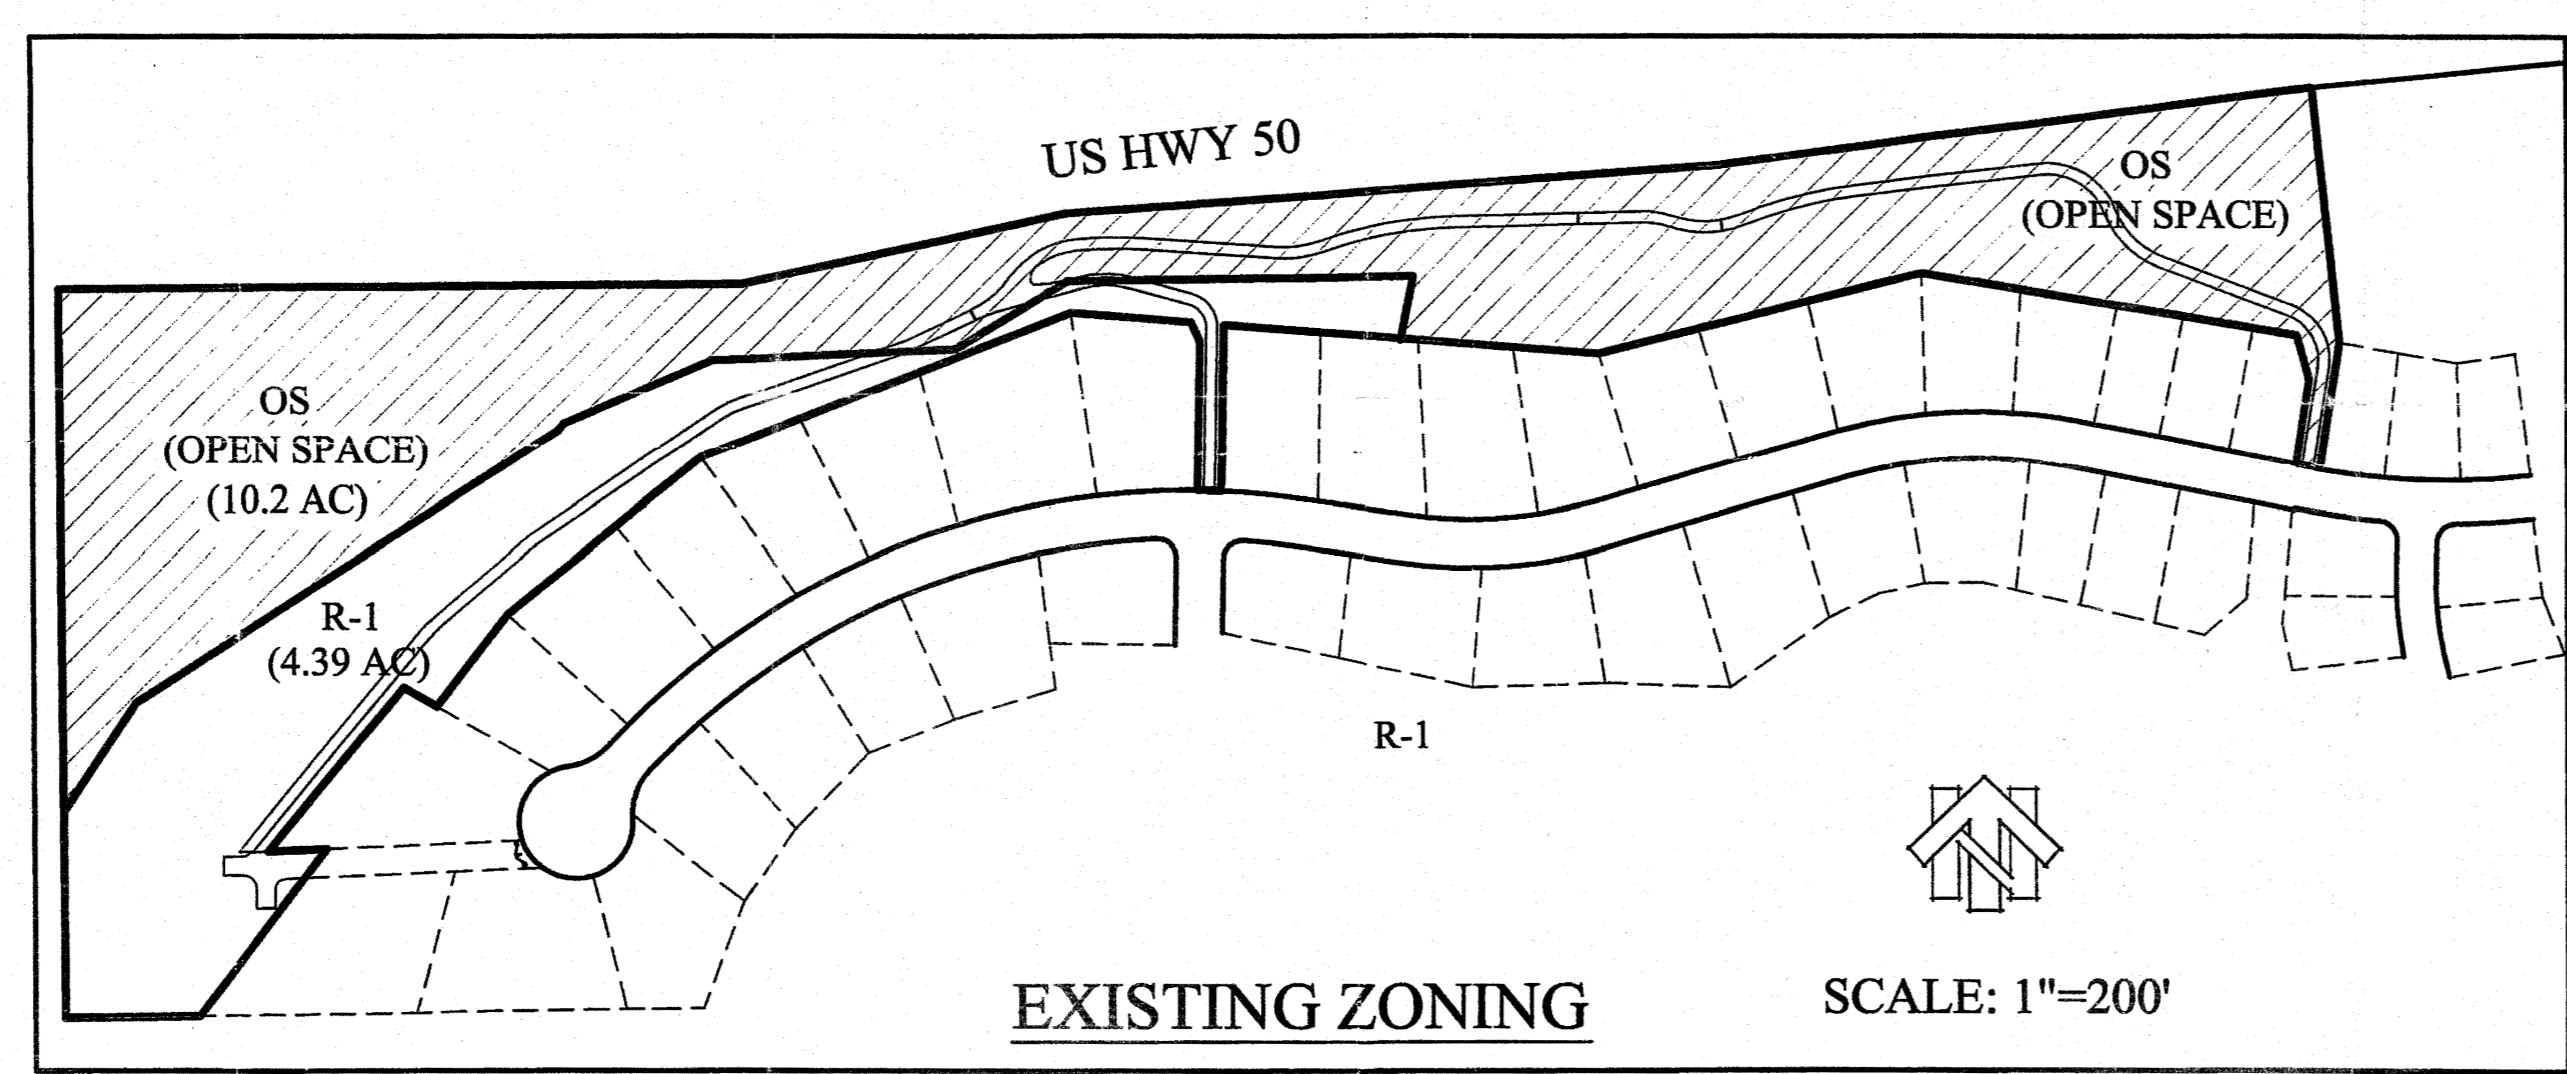 US HWY 50
OS
(OPEN SPACE)
OS
(OPEN SPACE)
(10.2 AC)
R-1
(4.39 AC)
R-1
N
EXISTING ZONING
SCALE: 1"=200'